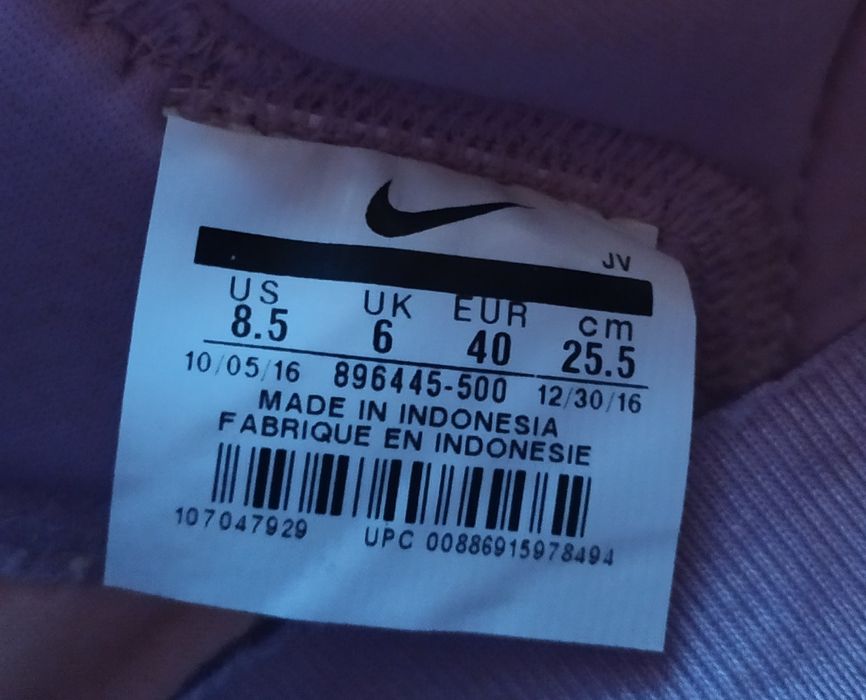 JV
US UK EUR cm
8.5 6 40 25.5
10/05/16 896445-500 12/30/16
MADE IN INDONESIA
FABRIQUE EN INDONESIE
107047929 UPC 00886915978494